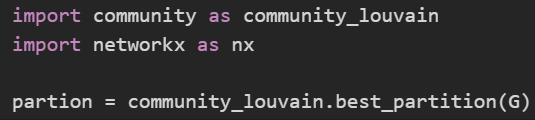 import community as community_louvain
import networkx as nx
partion = community_louvain.best_partition(G)